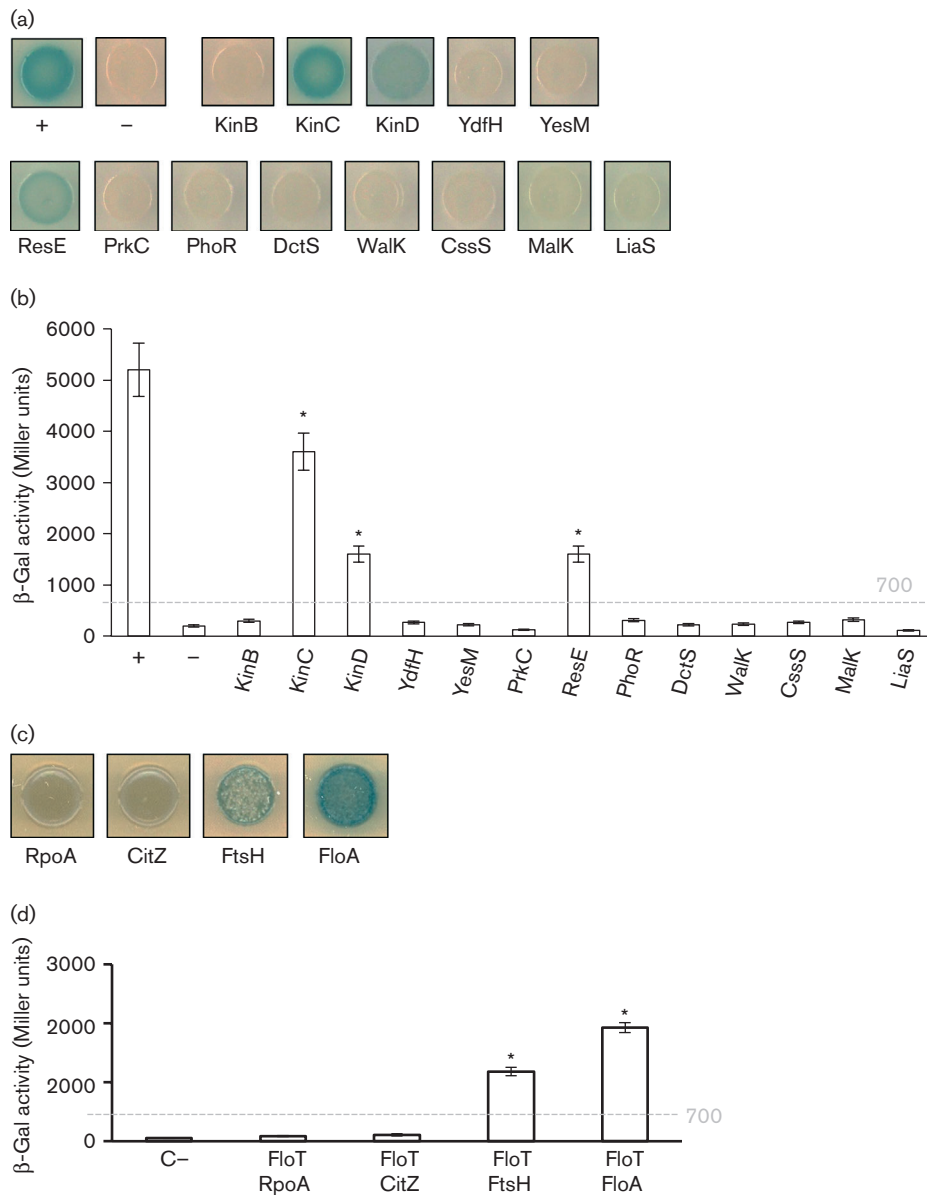 (a)
+ − KinB KinC KinD YdfH YesM
ResE PrkC PhoR DctS WalK CssS MalK LiaS
(b)
β-Gal activity (Miller units)
6000
5000
4000
3000
2000
1000
0
* * *
700
+ − KinB KinC KinD YdfH YesM PrkC ResE PhoR DctS WalK CssS MalK LiaS
(c)
RpoA CitZ FtsH FloA
(d)
β-Gal activity (Miller units)
3000
2000
2000
0
* *
700
C− FloT FloT FloT FloT
RpoA CitZ FtsH FloA